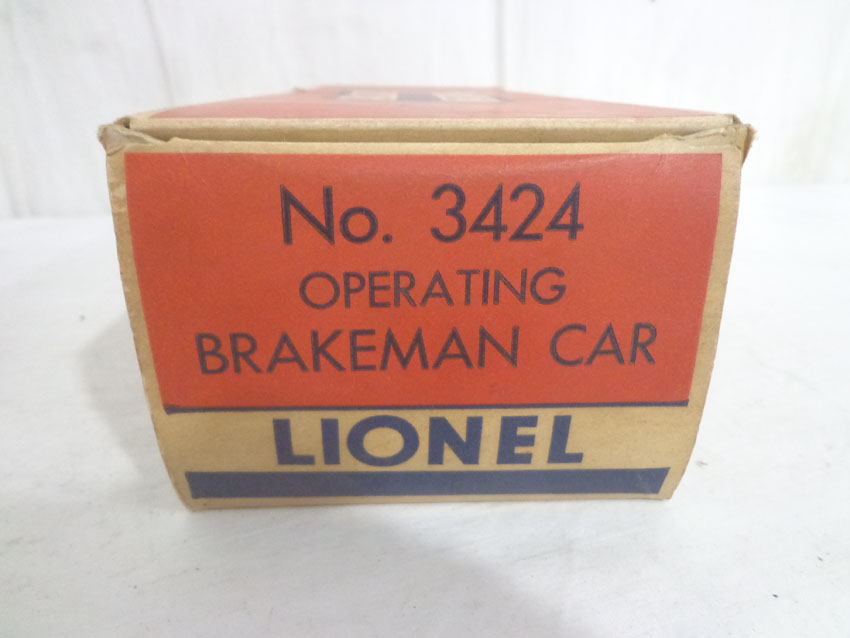 No. 3424
OPERATING
BRAKEMAN CAR
LIONEL